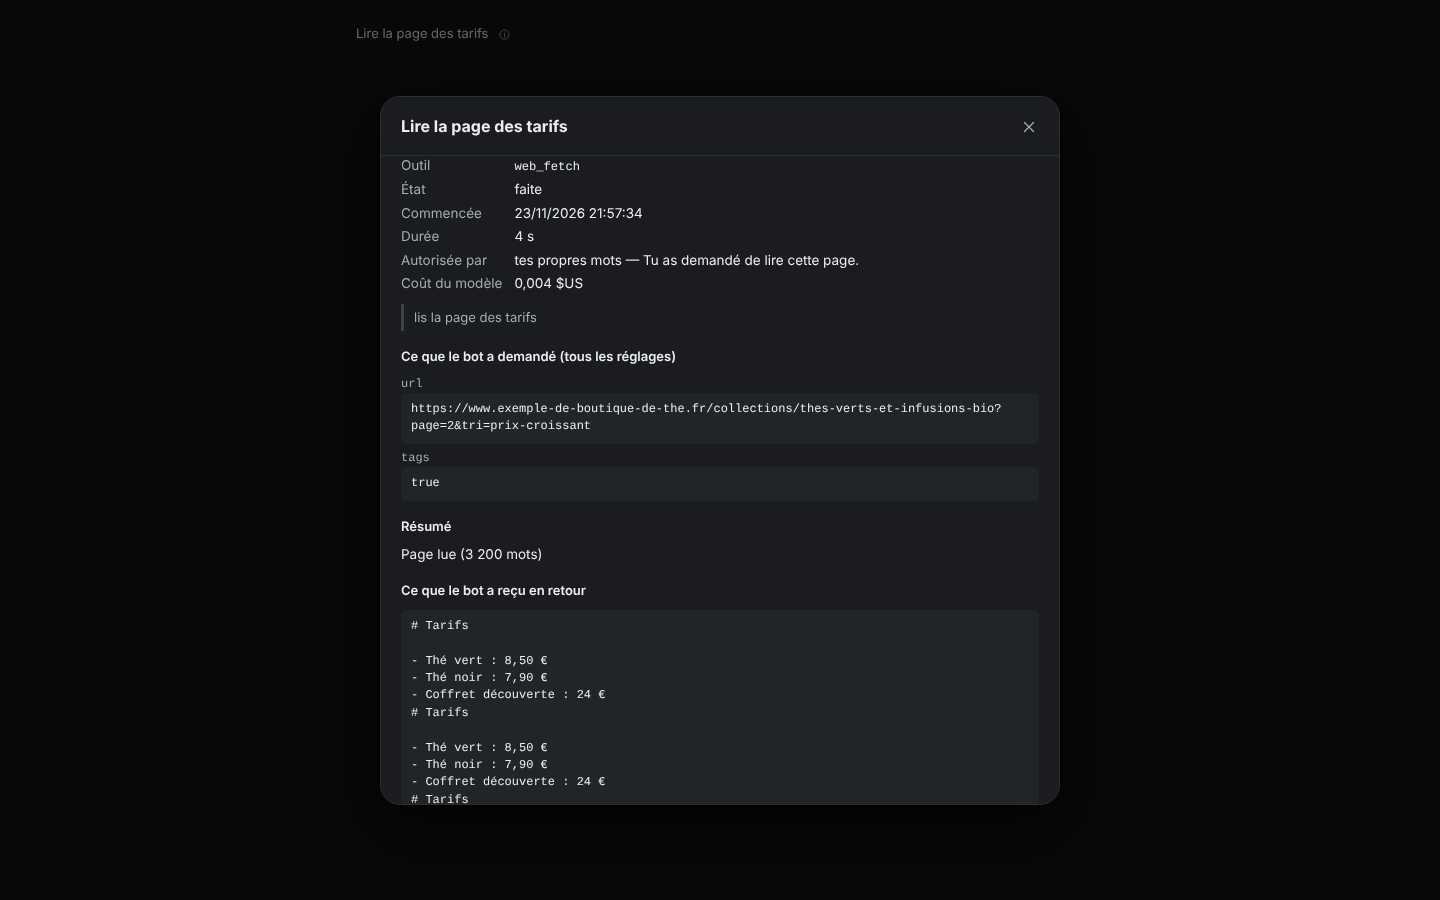 Lire la page des tarifs ⓘ
Lire la page des tarifs
Outil web_fetch
État faite
Commencée 23/11/2026 21:57:34
Durée 4 s
Autorisée par tes propres mots — Tu as demandé de lire cette page.
Coût du modèle 0,004 $US
lis la page des tarifs
Ce que le bot a demandé (tous les réglages)
url
https://www.exemple-de-boutique-de-the.fr/collections/thes-verts-et-infusions-bio?
page=2&tri=prix-croissant
tags
true
Résumé
Page lue (3 200 mots)
Ce que le bot a reçu en retour
# Tarifs
- Thé vert : 8,50 €
- Thé noir : 7,90 €
- Coffret découverte : 24 €
# Tarifs
- Thé vert : 8,50 €
- Thé noir : 7,90 €
- Coffret découverte : 24 €
# Tarifs